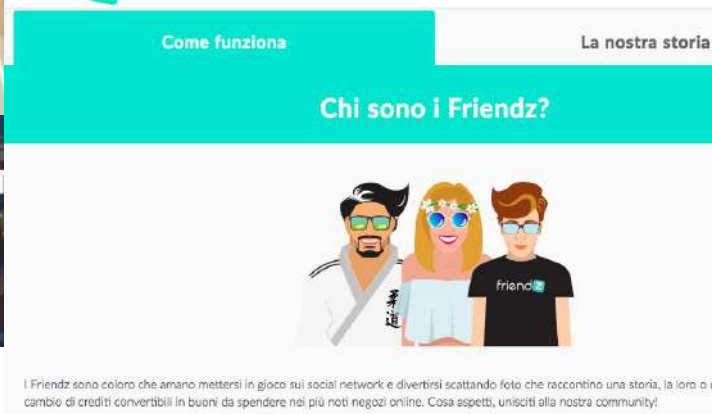 Come funziona
La nostra storia
Chi sono i Friendz?
friendz
I Friendz sono coloro che amano mettersi in gioco sui social network e divertirsi scattando foto che raccontino una storia, la loro o
cambio di crediti convertibili in buoni da spendere nei più noti negozi online. Cosa aspetti, unisciti alla nostra community!